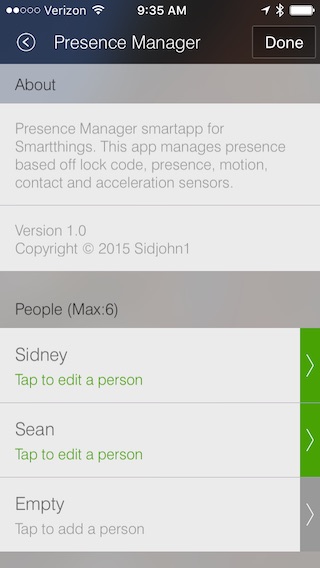 Verizon 9:35 AM
Presence Manager Done
About
Presence Manager smartapp for
Smartthings. This app manages presence
based off lock code, presence, motion,
contact and acceleration sensors.
Version 1.0
Copyright © 2015 Sidjohn1
People (Max:6)
Sidney
Tap to edit a person
Sean
Tap to edit a person
Empty
Tap to add a person